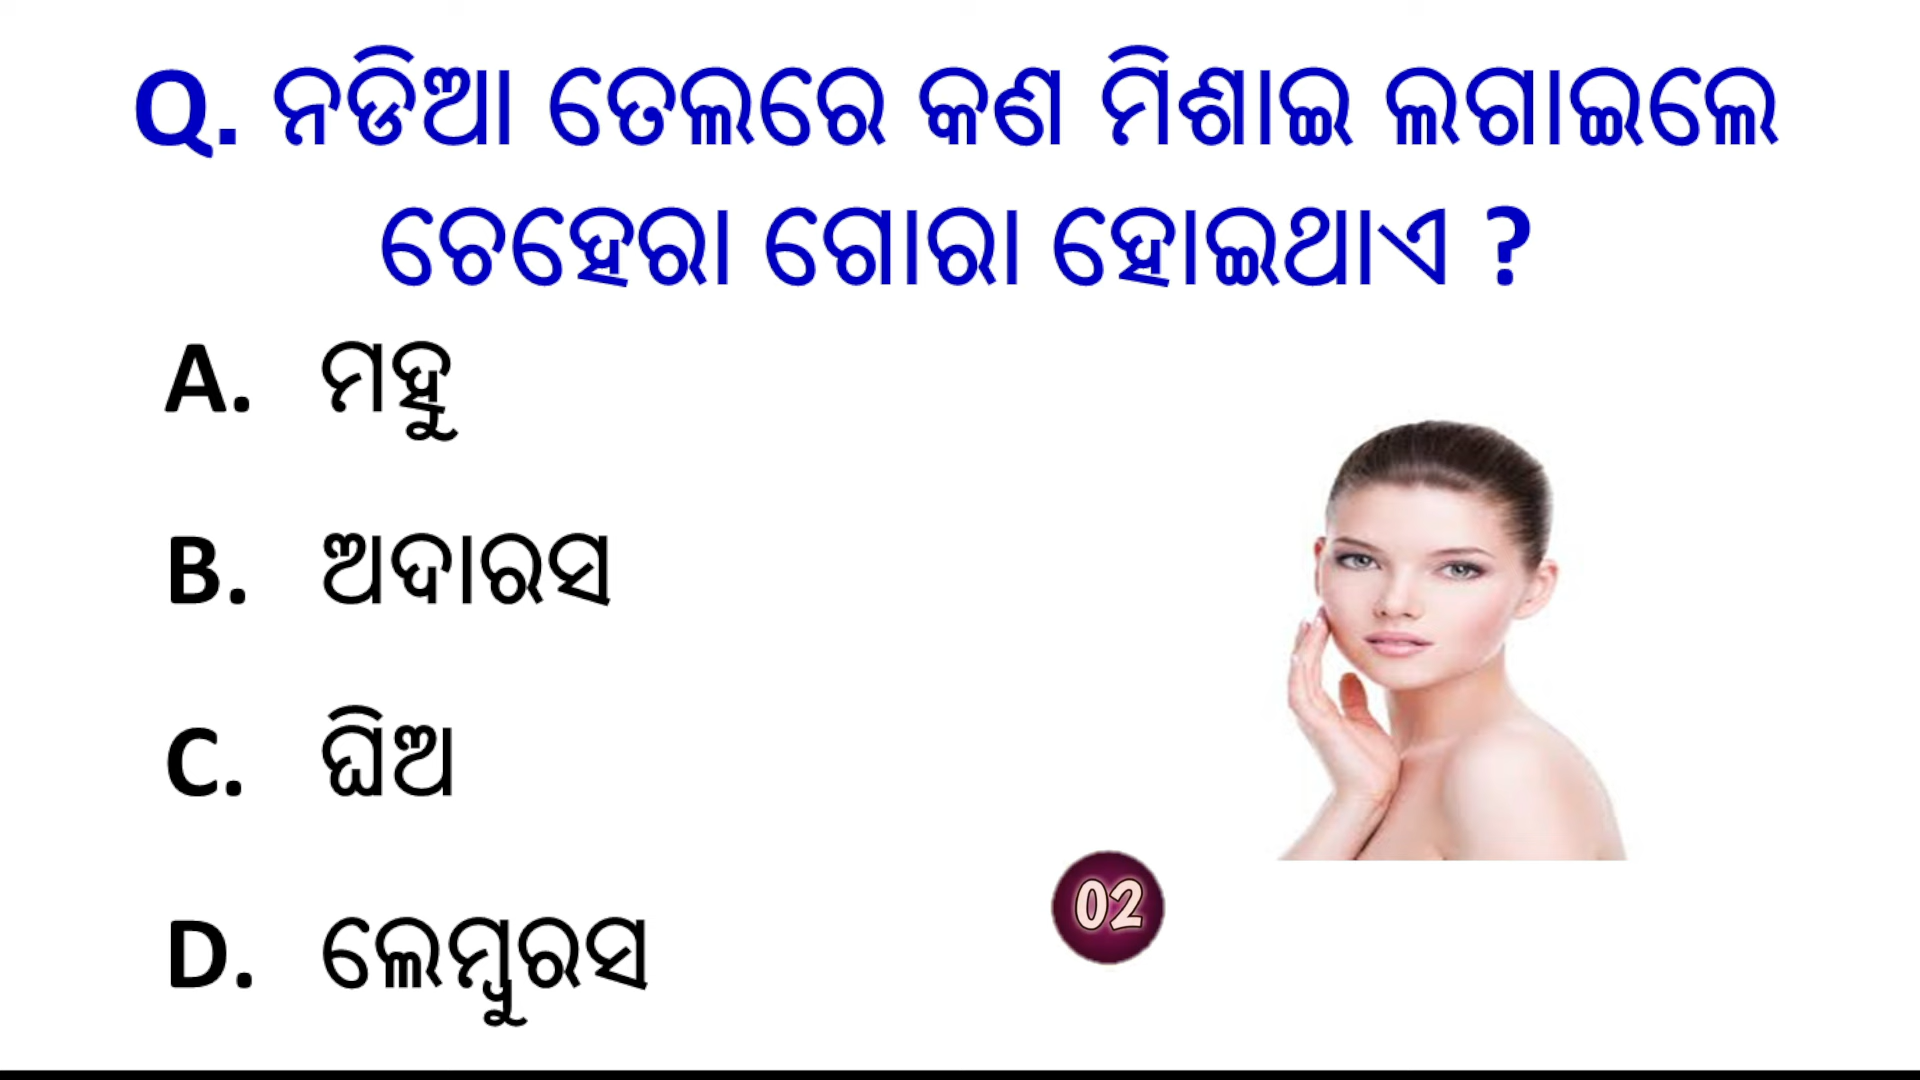 Q. ନଡିଆ ତେଲରେ କଣ ମିଶାଇ ଲଗାଇଲେ
ଚେହେରା ଗୋରା ହୋଇଥାଏ ?
A. ମହୁ
B. ଅଦାରସ
C. ଘିଅ
D. ଲେମ୍ବୁରସ
02